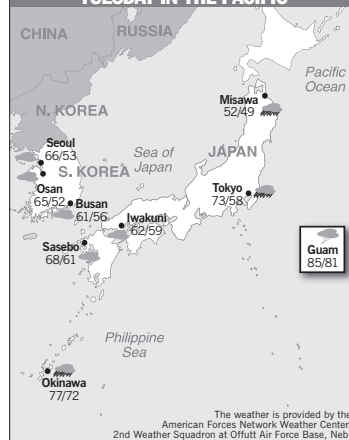 TUESDAY IN THE PACIFIC
CHINA
RUSSIA
Pacific
Ocean
N. KOREA
Misawa
52/49
Seoul
66/53
Sea of
Japan
JAPAN
S. KOREA
Osan
65/52
Busan
61/56
Tokyo
73/58
Iwakuni
62/59
Sasebo
68/61
Guam
85/81
Philippine
Sea
Okinawa
77/72
The weather is provided by the
American Forces Network Weather Center,
2nd Weather Squadron at Offutt Air Force Base, Neb